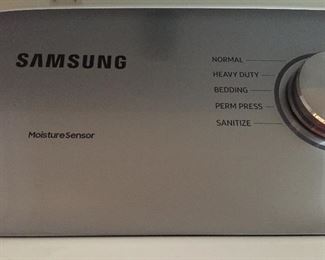 SAMSUNG
NORMAL
HEAVY DUTY
BEDDING
PERM PRESS
SANITIZE
MoistureSensor